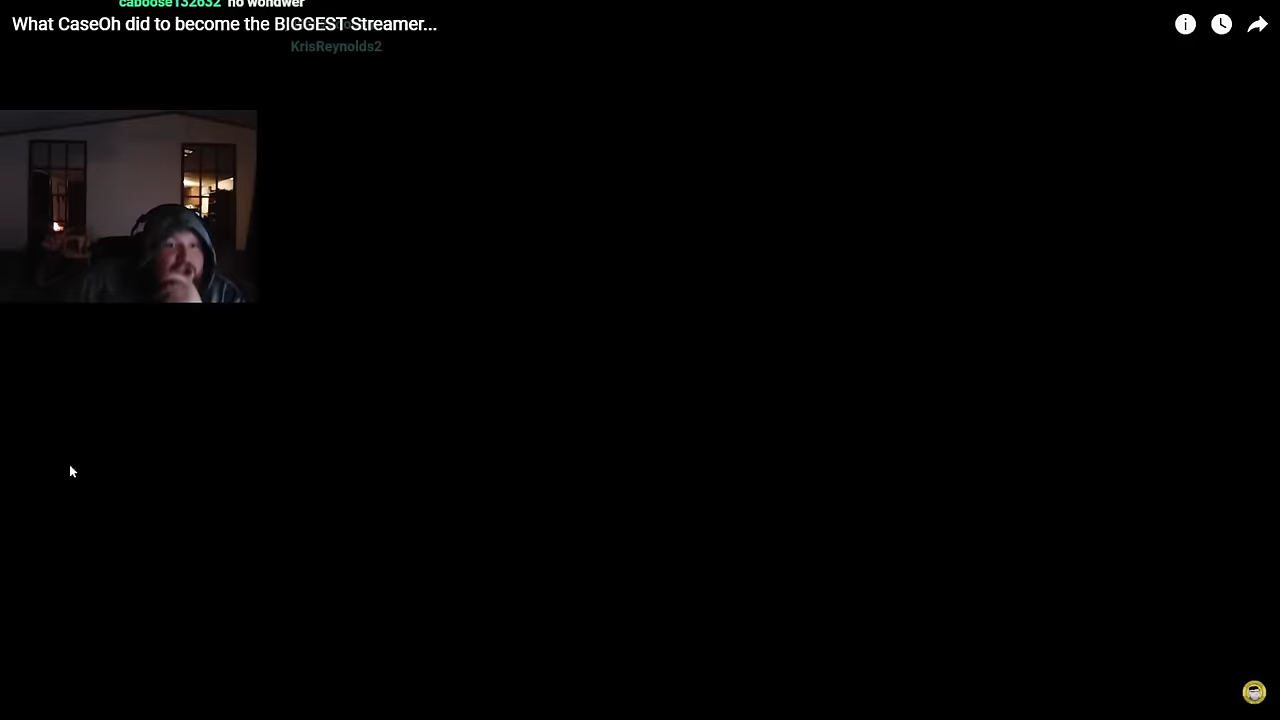 caboose132632 no wondwer
What CaseOh did to become the BIGGEST Streamer...
KrisReynolds2